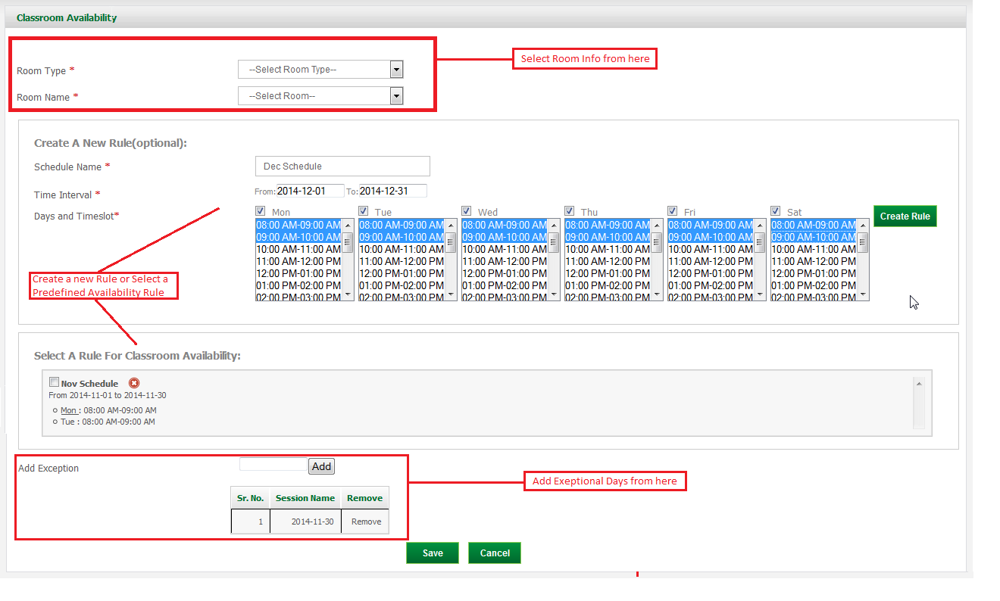 Classroom Availability
Select Room Info from here
Room Type * --Select Room Type--
Room Name * --Select Room--
Create A New Rule(optional):
Schedule Name * Dec Schedule
Time Interval * From: 2014-12-01 To: 2014-12-31
Days and Timeslot* Mon Tue Wed Thu Fri Sat Create Rule
08:00 AM-09:00 AM 08:00 AM-09:00 AM 08:00 AM-09:00 AM 08:00 AM-09:00 AM 08:00 AM-09:00 AM 08:00 AM-09:00 AM
09:00 AM-10:00 AM 09:00 AM-10:00 AM 09:00 AM-10:00 AM 09:00 AM-10:00 AM 09:00 AM-10:00 AM 09:00 AM-10:00 AM
10:00 AM-11:00 AM 10:00 AM-11:00 AM 10:00 AM-11:00 AM 10:00 AM-11:00 AM 10:00 AM-11:00 AM 10:00 AM-11:00 AM
11:00 AM-12:00 PM 11:00 AM-12:00 PM 11:00 AM-12:00 PM 11:00 AM-12:00 PM 11:00 AM-12:00 PM 11:00 AM-12:00 PM
12:00 PM-01:00 PM 12:00 PM-01:00 PM 12:00 PM-01:00 PM 12:00 PM-01:00 PM 12:00 PM-01:00 PM 12:00 PM-01:00 PM
01:00 PM-02:00 PM 01:00 PM-02:00 PM 01:00 PM-02:00 PM 01:00 PM-02:00 PM 01:00 PM-02:00 PM 01:00 PM-02:00 PM
02:00 PM-03:00 PM 02:00 PM-03:00 PM 02:00 PM-03:00 PM 02:00 PM-03:00 PM 02:00 PM-03:00 PM 02:00 PM-03:00 PM
Create a new Rule or Select a
Predefined Availability Rule
Select A Rule For Classroom Availability:
Nov Schedule
From 2014-11-01 to 2014-11-30
Mon : 08:00 AM-09:00 AM
Tue : 08:00 AM-09:00 AM
Add Exception Add
Add Exeptional Days from here
Sr. No. Session Name Remove
1 2014-11-30 Remove
Save Cancel